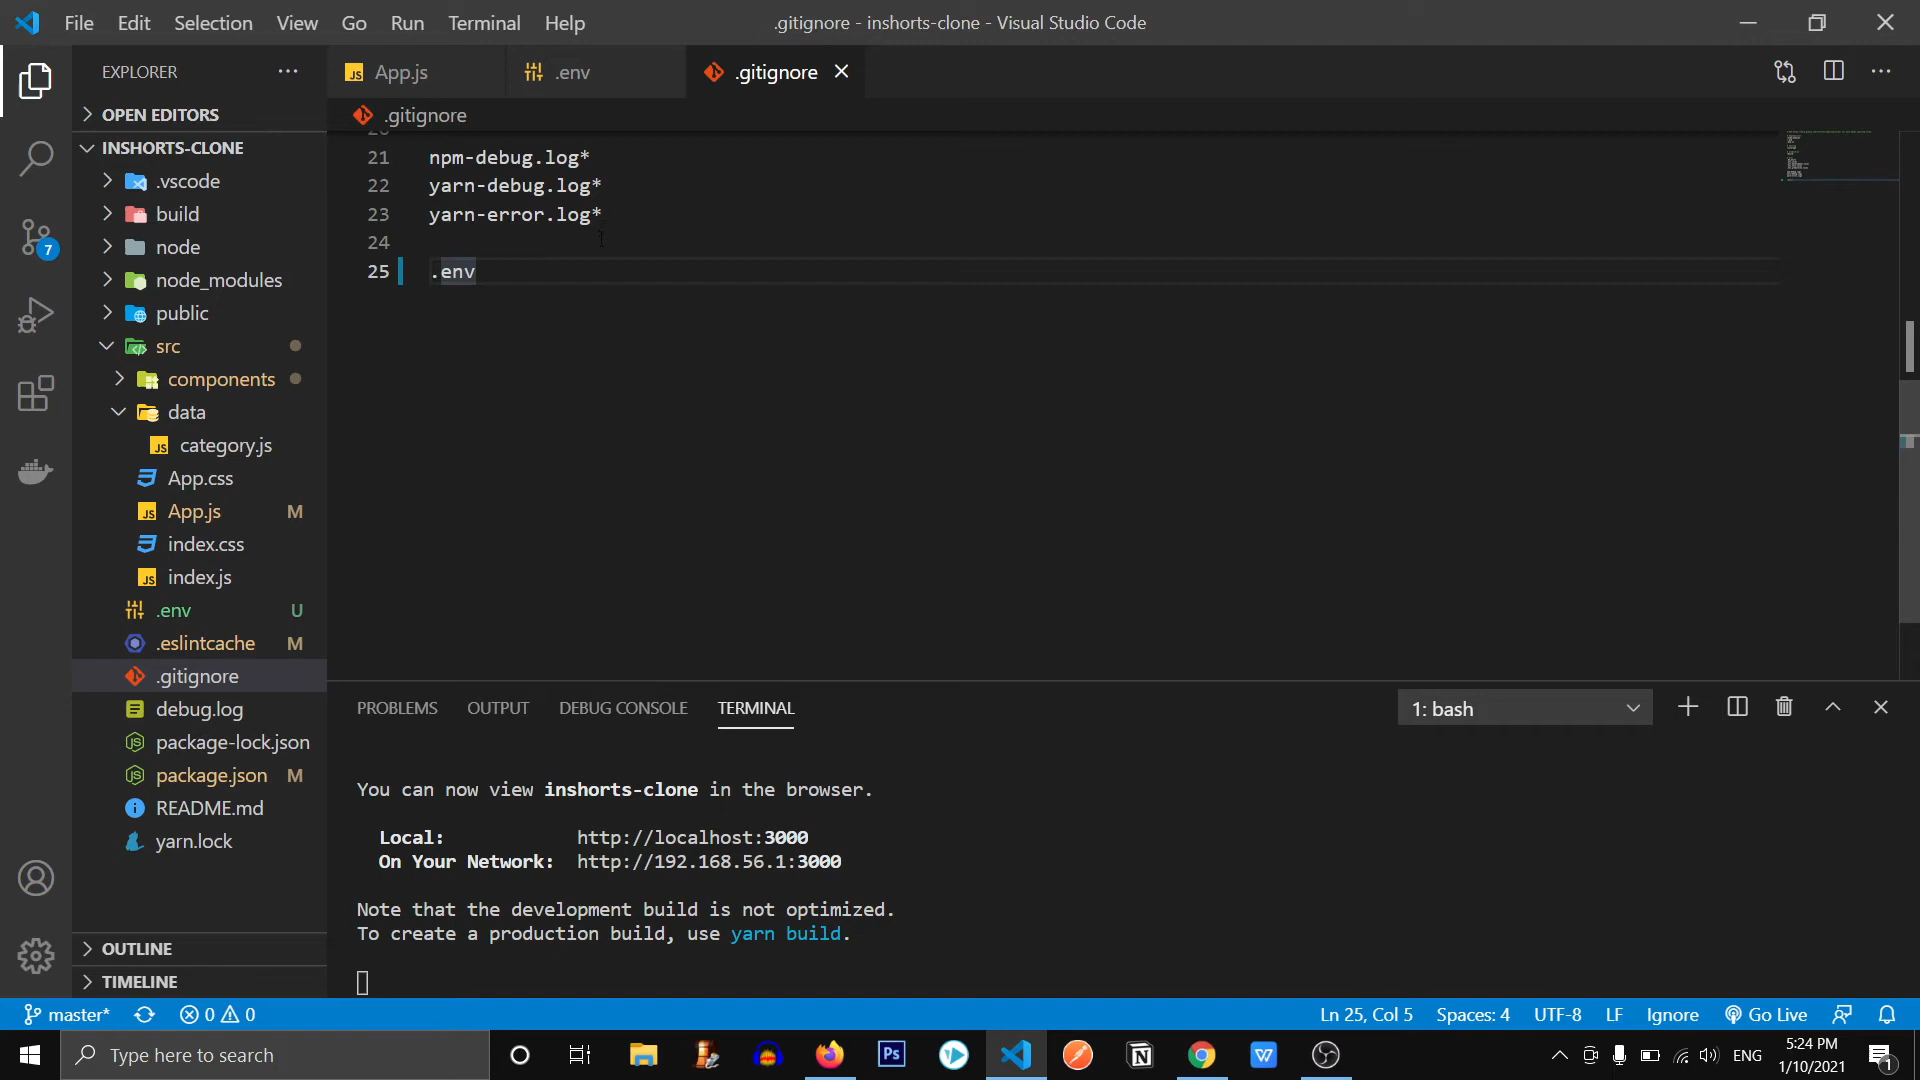 File Edit Selection View Go Run Terminal Help
.gitignore - inshorts-clone - Visual Studio Code
EXPLORER
OPEN EDITORS
INSHORTS-CLONE
.vscode
build
node
node_modules
public
src
components
data
category.js
App.css
App.js M
index.css
index.js
.env U
.eslintcache M
.gitignore
debug.log
package-lock.json
package.json M
README.md
yarn.lock
OUTLINE
TIMELINE
7
App.js .env .gitignore
.gitignore
21 npm-debug.log*
22 yarn-debug.log*
23 yarn-error.log*
24
25 .env
PROBLEMS OUTPUT DEBUG CONSOLE TERMINAL
1: bash
You can now view inshorts-clone in the browser.
Local: http://localhost:3000
On Your Network: http://192.168.56.1:3000
Note that the development build is not optimized.
To create a production build, use yarn build.
master* 0 0
Ln 25, Col 5 Spaces: 4 UTF-8 LF Ignore Go Live
Type here to search
Ps
ENG
5:24 PM
1/10/2021
1